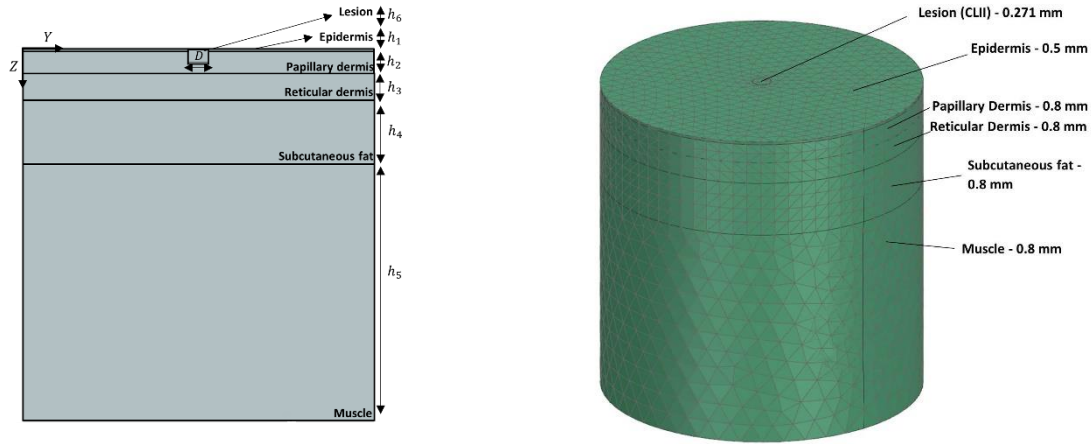 Lesion
h₆
Epidermis
h₁
Y
D
h₂
Z
Papillary dermis
h₃
Reticular dermis
h₄
Subcutaneous fat
h₅
Muscle
Lesion (CLII) - 0.271 mm
Epidermis - 0.5 mm
Papillary Dermis - 0.8 mm
Reticular Dermis - 0.8 mm
Subcutaneous fat -
0.8 mm
Muscle - 0.8 mm